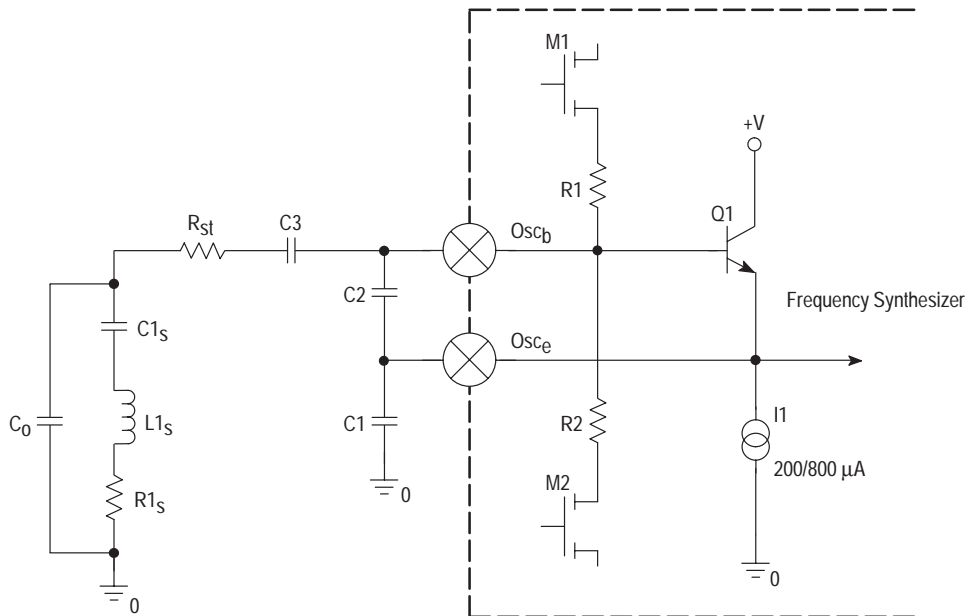 M1
+V
R1
Q1
Rst
C3
Oscb
C2
Frequency Synthesizer
C1s
Osce
Co
L1s
C1
R2
I1
200/800 µA
R1s
M2
0
0
0